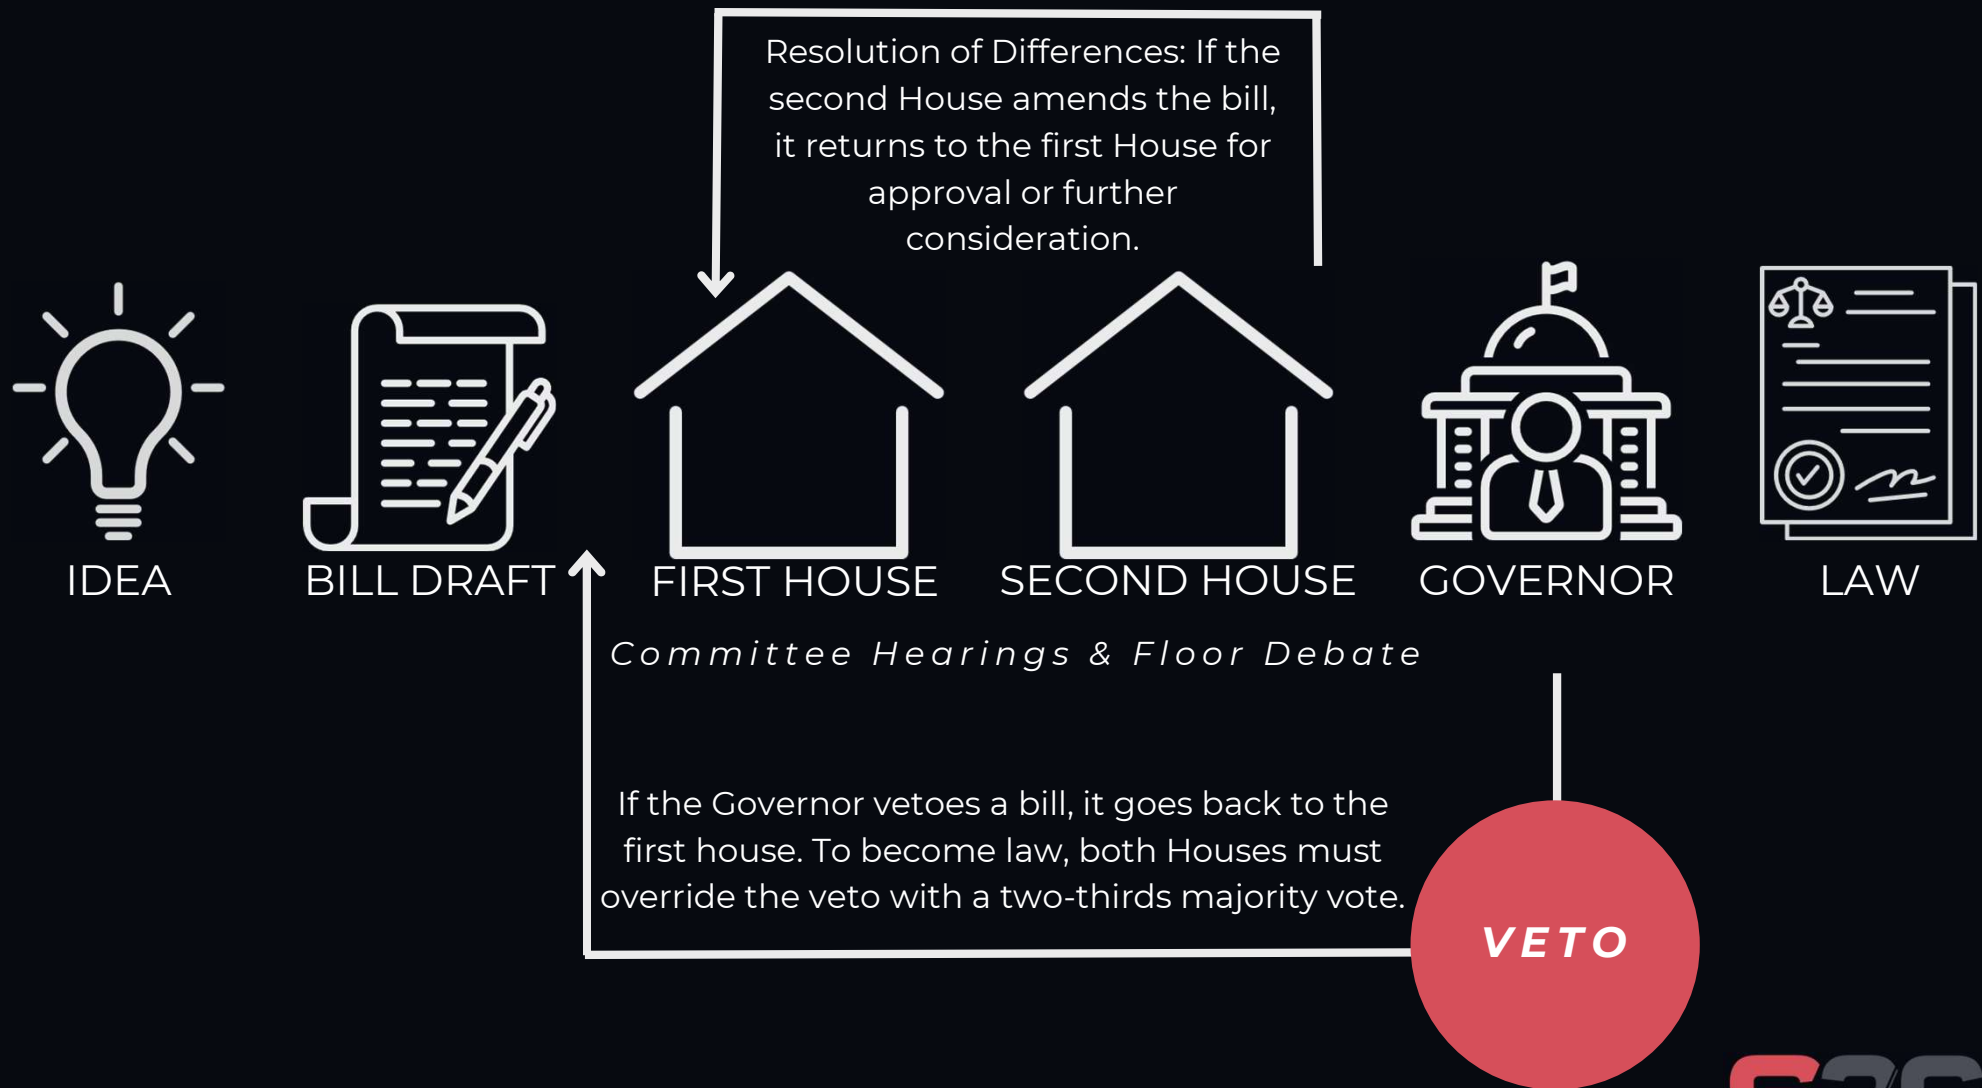 Resolution of Differences: If the
second House amends the bill,
it returns to the first House for
approval or further
consideration.
IDEA
BILL DRAFT
FIRST HOUSE
SECOND HOUSE
GOVERNOR
LAW
Committee Hearings & Floor Debate
If the Governor vetoes a bill, it goes back to the
first house. To become law, both Houses must
override the veto with a two-thirds majority vote.
VETO